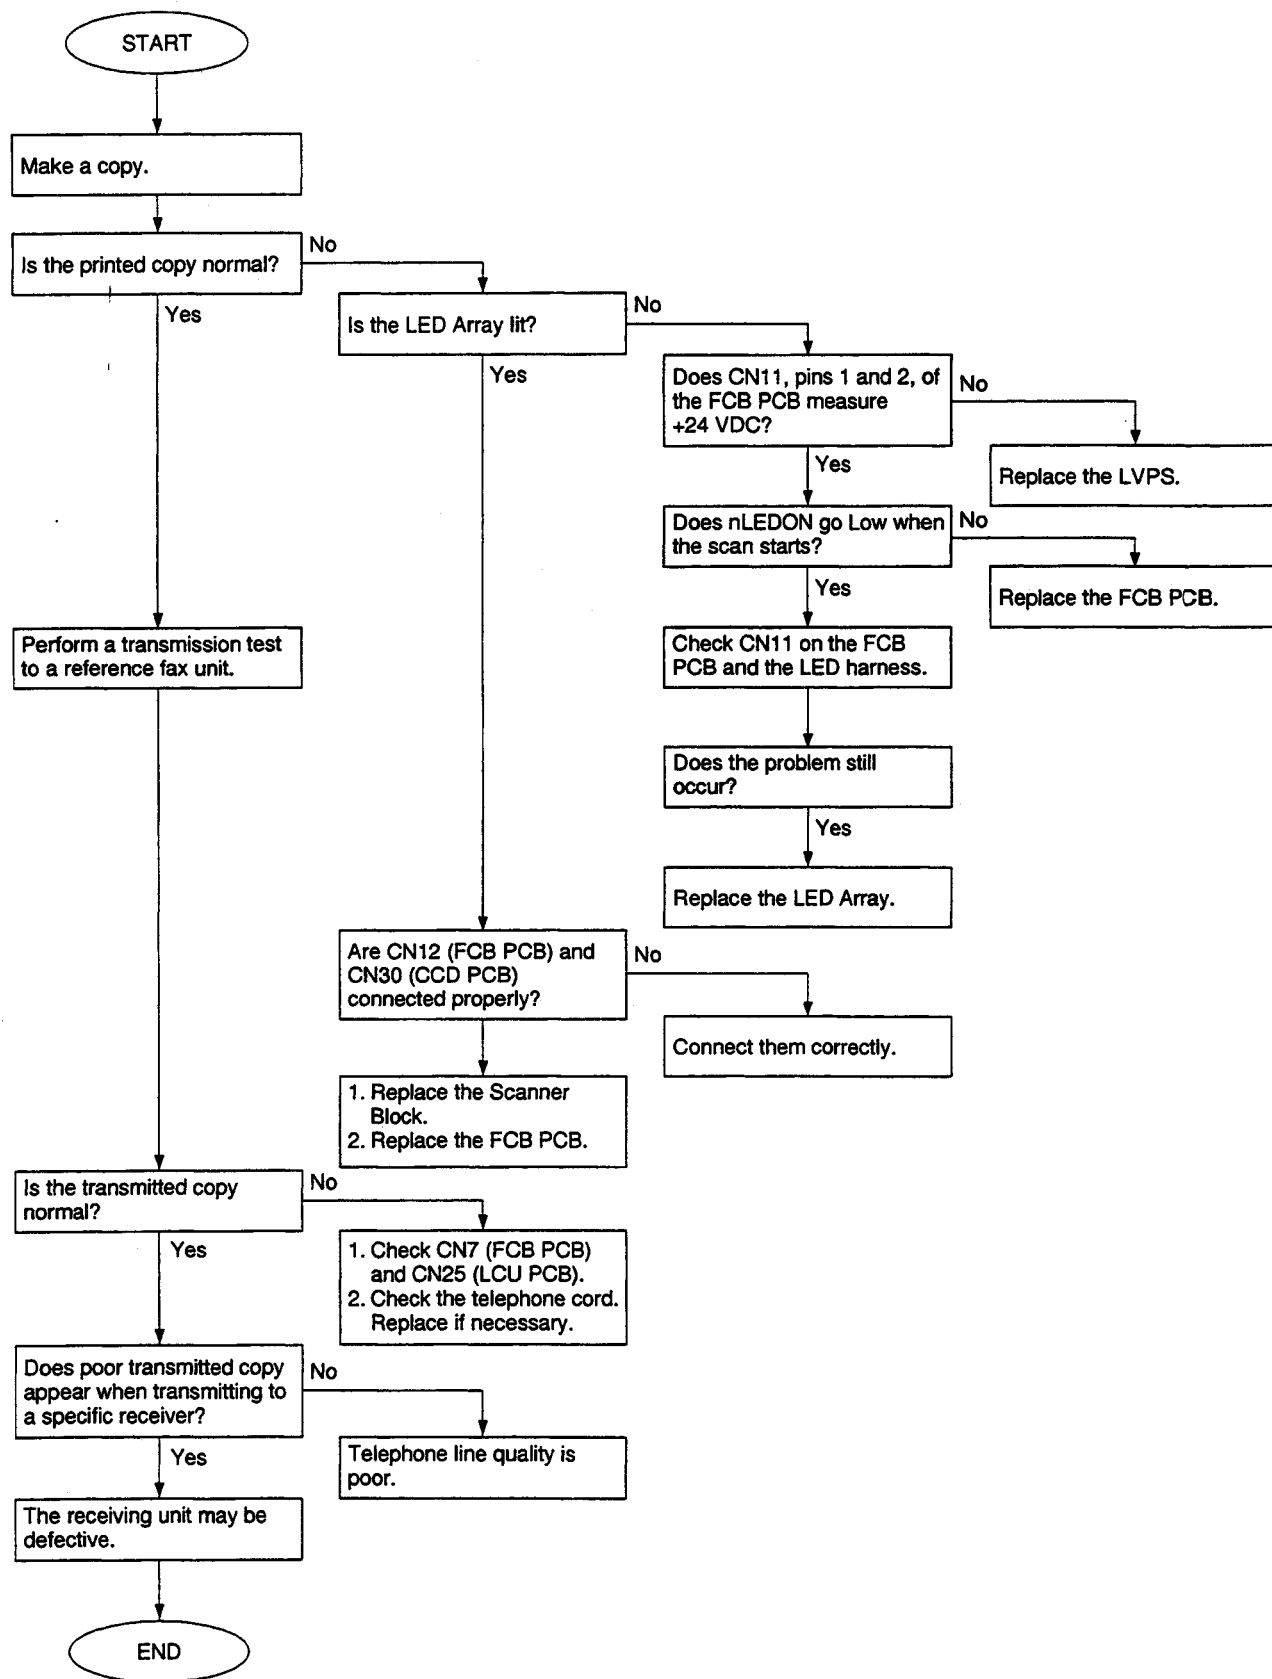 START
Make a copy.
Is the printed copy normal?
No
Yes
Is the LED Array lit?
No
Yes
Does CN11, pins 1 and 2, of
the FCB PCB measure
+24 VDC?
No
Yes
Replace the LVPS.
Does nLEDON go Low when
the scan starts?
No
Yes
Replace the FCB PCB.
Perform a transmission test
to a reference fax unit.
Check CN11 on the FCB
PCB and the LED harness.
Does the problem still
occur?
Yes
Replace the LED Array.
Are CN12 (FCB PCB) and
CN30 (CCD PCB)
connected properly?
No
Connect them correctly.
1. Replace the Scanner
Block.
2. Replace the FCB PCB.
Is the transmitted copy
normal?
No
Yes
1. Check CN7 (FCB PCB)
and CN25 (LCU PCB).
2. Check the telephone cord.
Replace if necessary.
Does poor transmitted copy
appear when transmitting to
a specific receiver?
No
Yes
Telephone line quality is
poor.
The receiving unit may be
defective.
END